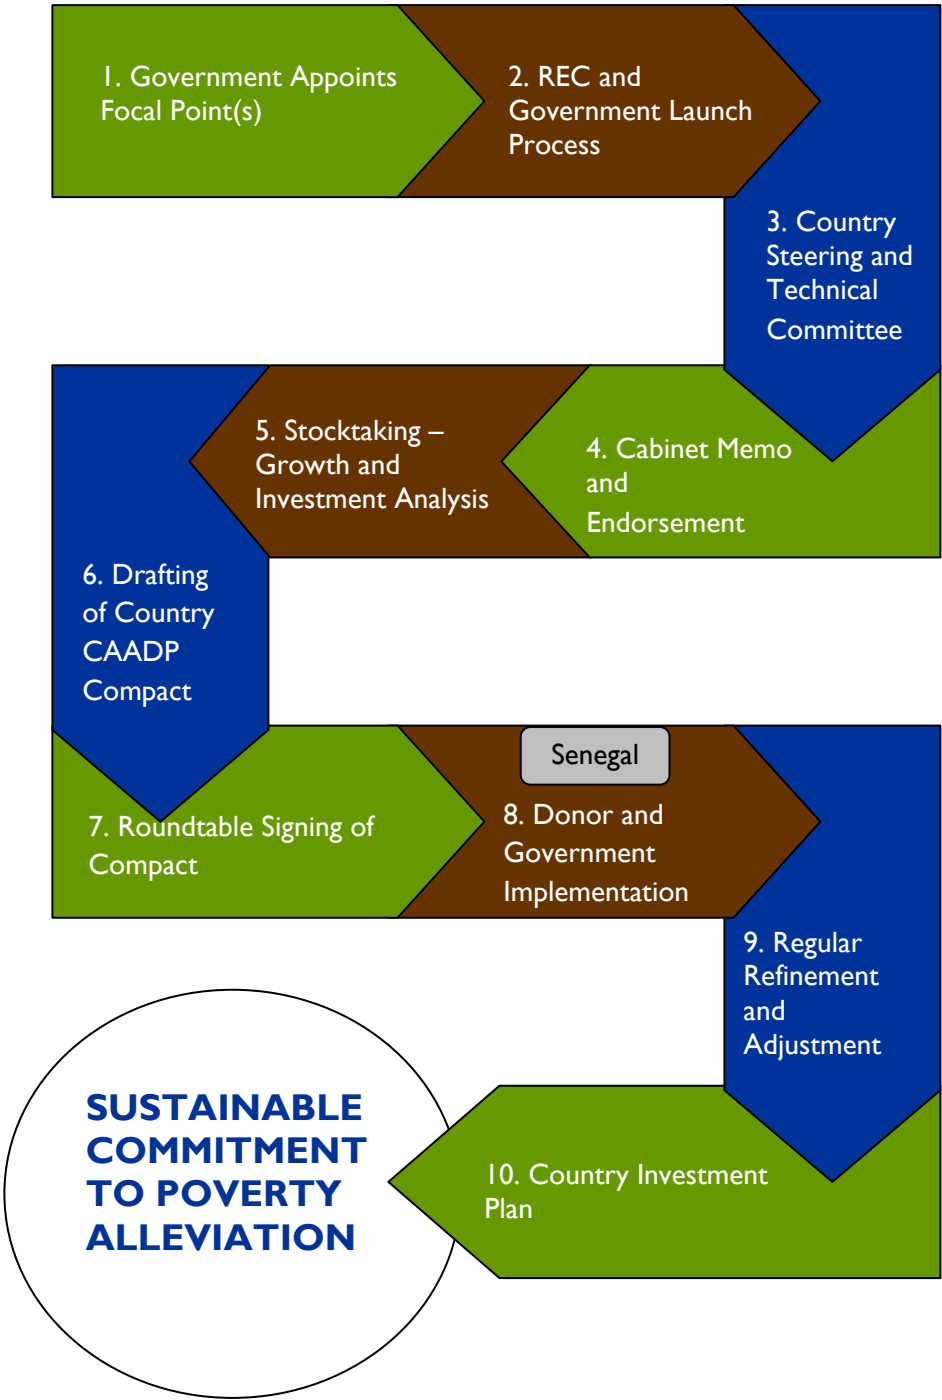 1. Government Appoints
Focal Point(s)
2. REC and
Government Launch
Process
3. Country
Steering and
Technical
Committee
4. Cabinet Memo
and
Endorsement
5. Stocktaking –
Growth and
Investment Analysis
6. Drafting
of Country
CAADP
Compact
7. Roundtable Signing of
Compact
Senegal
8. Donor and
Government
Implementation
9. Regular
Refinement
and
Adjustment
10. Country Investment
Plan
SUSTAINABLE
COMMITMENT
TO POVERTY
ALLEVIATION